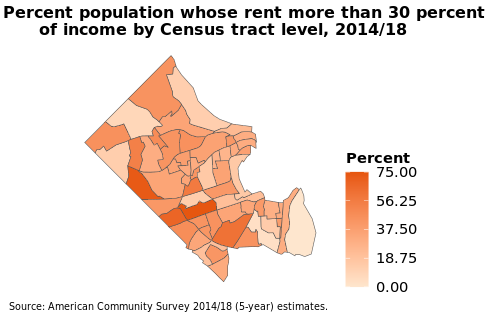 Percent population whose rent more than 30 percent
of income by Census tract level, 2014/18
Percent
75.00
56.25
37.50
18.75
0.00
Source: American Community Survey 2014/18 (5-year) estimates.